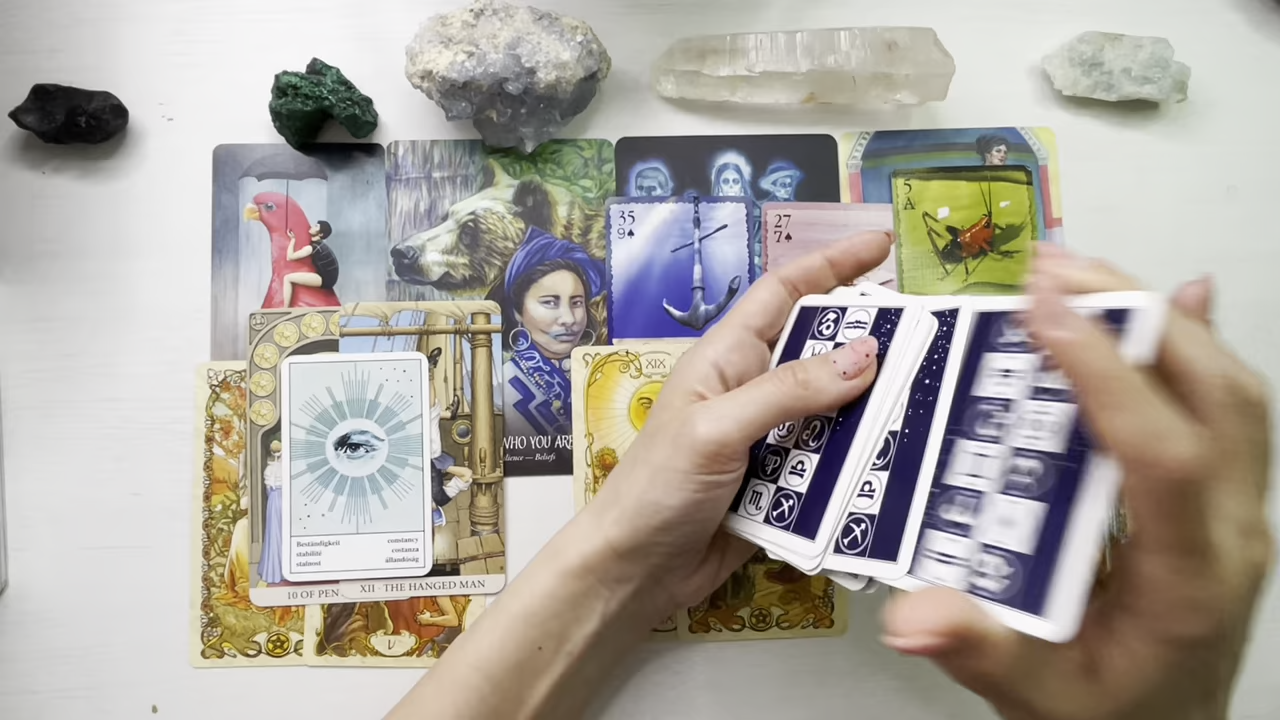 5
A
35
9♠
27
7♠
WHO YOU ARE
ience — Beliefs
XIX
Beständigkeit
stabilité
stalnost
constancy
costanza
állandóság
10 OF PEN
XII · THE HANGED MAN
V